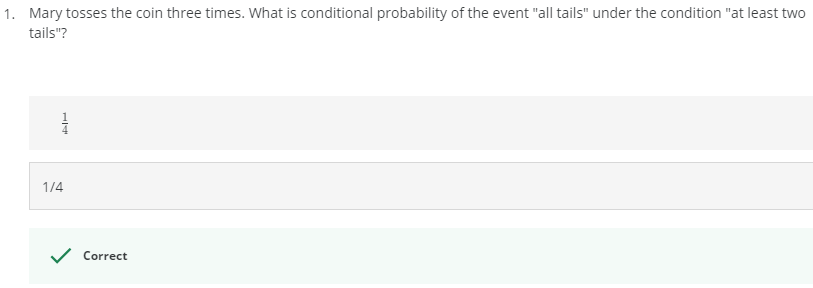 1. Mary tosses the coin three times. What is conditional probability of the event "all tails" under the condition "at least two
tails"?
1
4
1/4
Correct